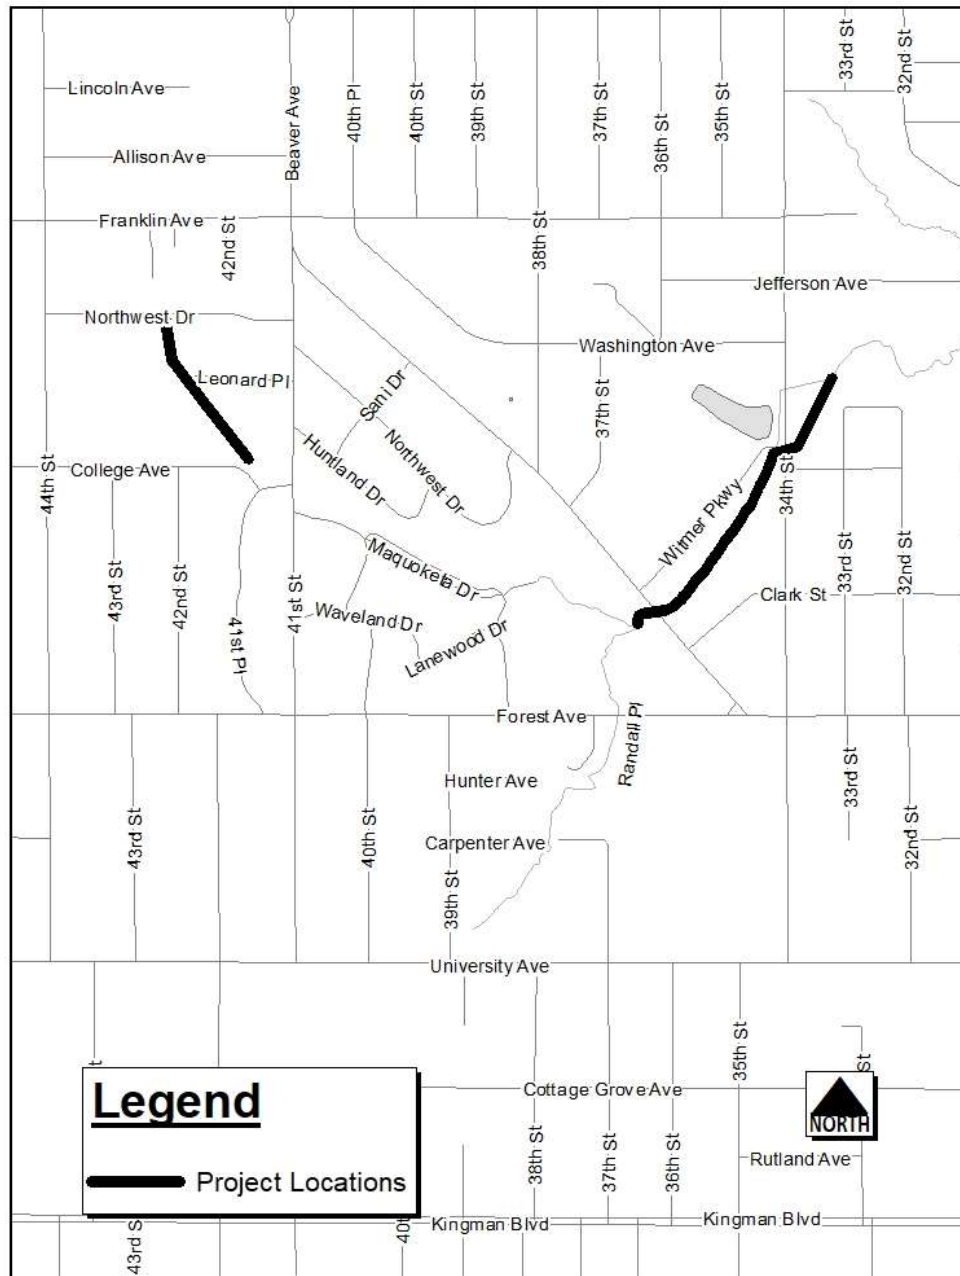 33rd St
32nd St
Lincoln Ave
Beaver Ave
40th Pl
40th St
39th St
37th St
36th St
35th St
Allison Ave
Franklin Ave
42nd St
38th St
Jefferson Ave
Northwest Dr
Washington Ave
Leonard Pl
Sani Dr
37th St
Huntland Dr
Northwest Dr
44th St
College Ave
34th St
Witmer Pkwy
43rd St
42nd St
41st Pl
41st St
Maquoketa Dr
Waveland Dr
Lanewood Dr
Clark St
33rd St
32nd St
Forest Ave
Randall Pl
Hunter Ave
33rd St
43rd St
40th St
Carpenter Ave
32nd St
39th St
University Ave
35th St
St
Cottage Grove Ave
Legend
NORTH
Project Locations
38th St
37th St
36th St
Rutland Ave
43rd S
40t
Kingman Blvd
Kingman Blvd